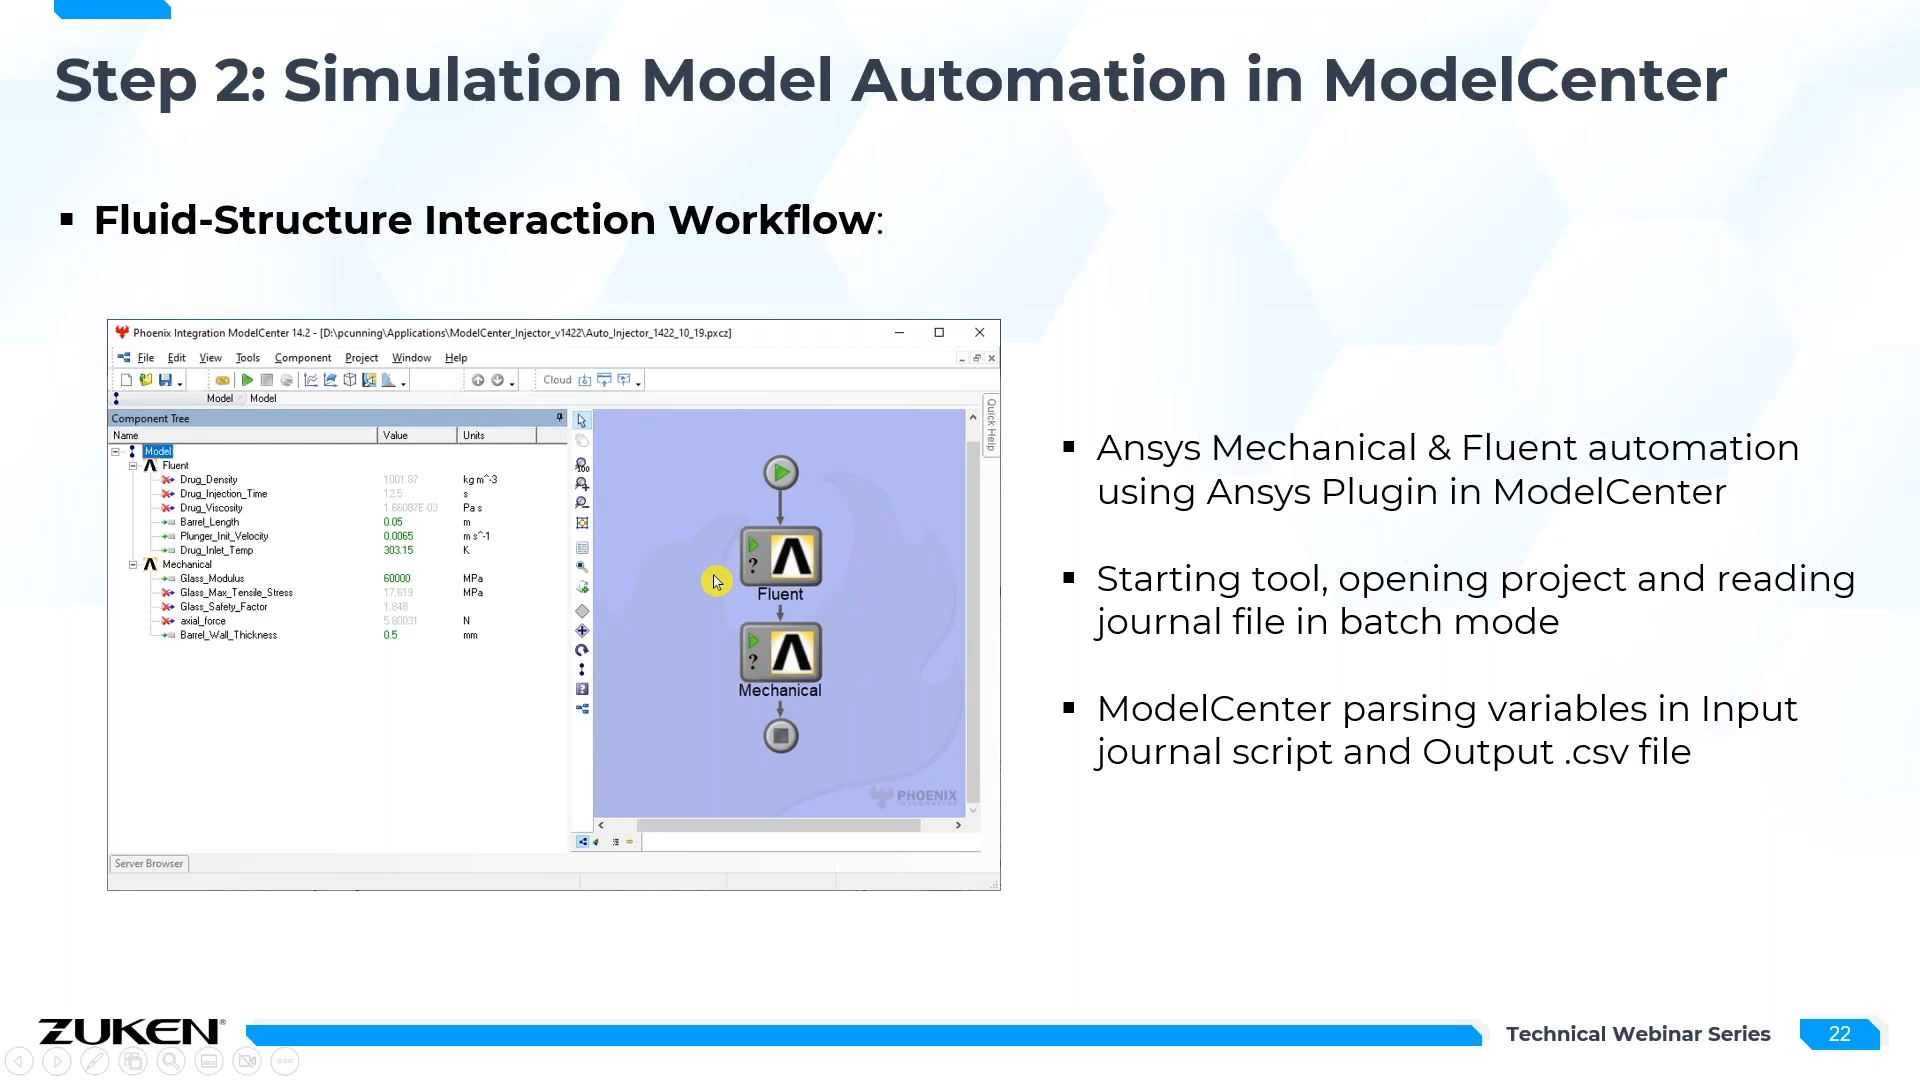 Step 2: Simulation Model Automation in ModelCenter
▪ Fluid-Structure Interaction Workflow:
Phoenix Integration ModelCenter 14.2 - [D:\pcunning\Applications\ModelCenter_Injector_v1422\Auto_Injector_1422_10_19.pxcz]
File Edit View Tools Component Project Window Help
Cloud
Model Model
Component Tree
Name Value Units
Model
Fluent
Drug_Density 1001.87 kg m^-3
Drug_Injection_Time 12.5 s
Drug_Viscosity 1.66087E-03 Pa s
Barrel_Length 0.05 m
Plunger_Init_Velocity 0.0065 m s^-1
Drug_Inlet_Temp 303.15 K
Mechanical
Glass_Modulus 60000 MPa
Glass_Max_Tensile_Stress 17.619 MPa
Glass_Safety_Factor 1.848
axial_force 5.80031 N
Barrel_Wall_Thickness 0.5 mm
Server Browser
100
?
Fluent
?
Mechanical
PHOENIX
INTEGRATION
Quick Help
▪ Ansys Mechanical & Fluent automation
using Ansys Plugin in ModelCenter
▪ Starting tool, opening project and reading
journal file in batch mode
▪ ModelCenter parsing variables in Input
journal script and Output .csv file
ZUKEN®
Technical Webinar Series
22